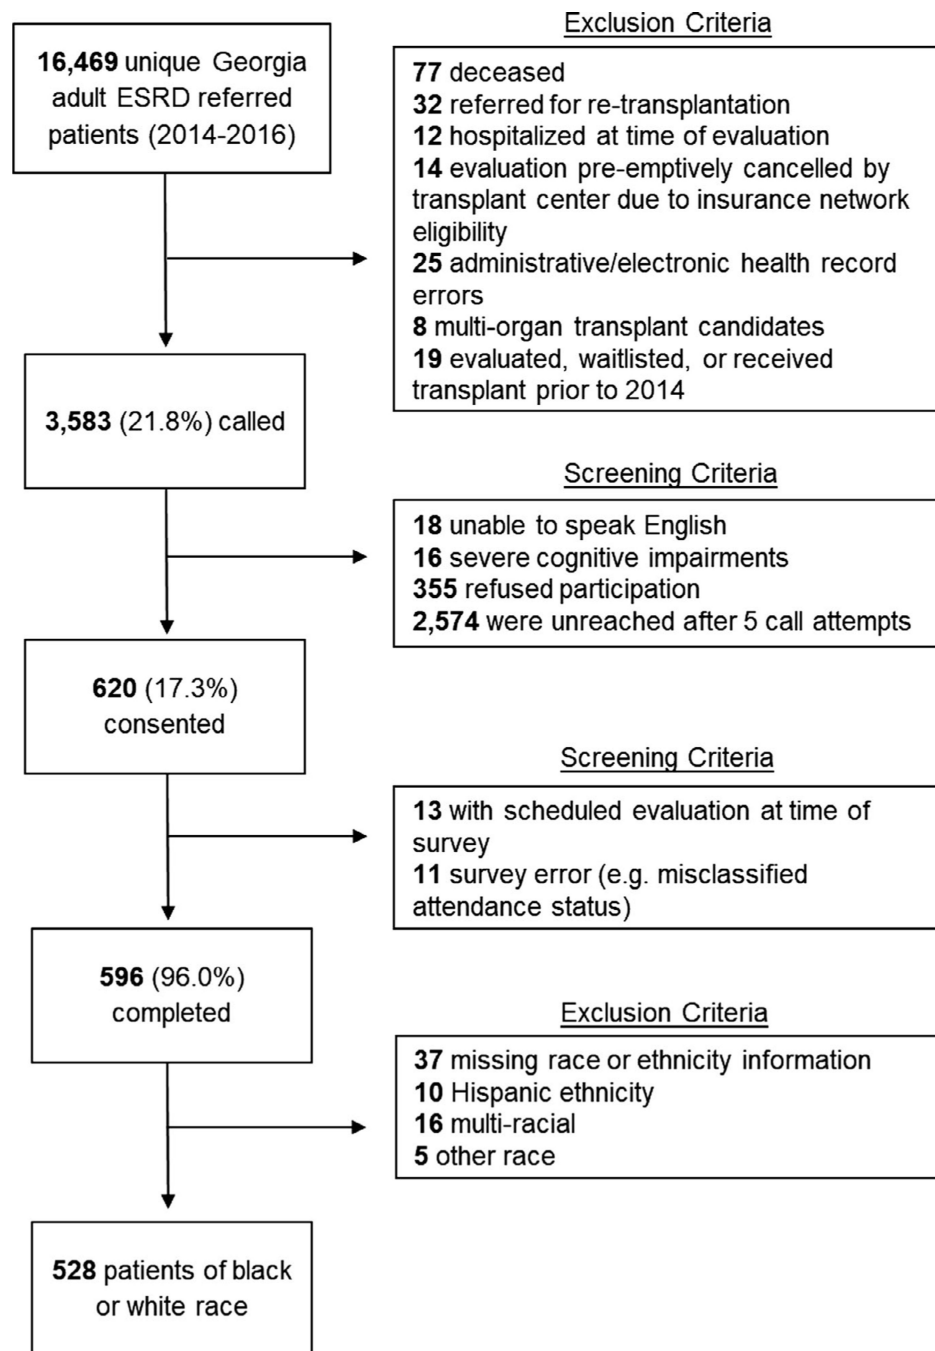 16,469 unique Georgia
adult ESRD referred
patients (2014-2016)
Exclusion Criteria
77 deceased
32 referred for re-transplantation
12 hospitalized at time of evaluation
14 evaluation pre-emptively cancelled by
transplant center due to insurance network
eligibility
25 administrative/electronic health record
errors
8 multi-organ transplant candidates
19 evaluated, waitlisted, or received
transplant prior to 2014
3,583 (21.8%) called
Screening Criteria
18 unable to speak English
16 severe cognitive impairments
355 refused participation
2,574 were unreached after 5 call attempts
620 (17.3%)
consented
Screening Criteria
13 with scheduled evaluation at time of
survey
11 survey error (e.g. misclassified
attendance status)
596 (96.0%)
completed
Exclusion Criteria
37 missing race or ethnicity information
10 Hispanic ethnicity
16 multi-racial
5 other race
528 patients of black
or white race